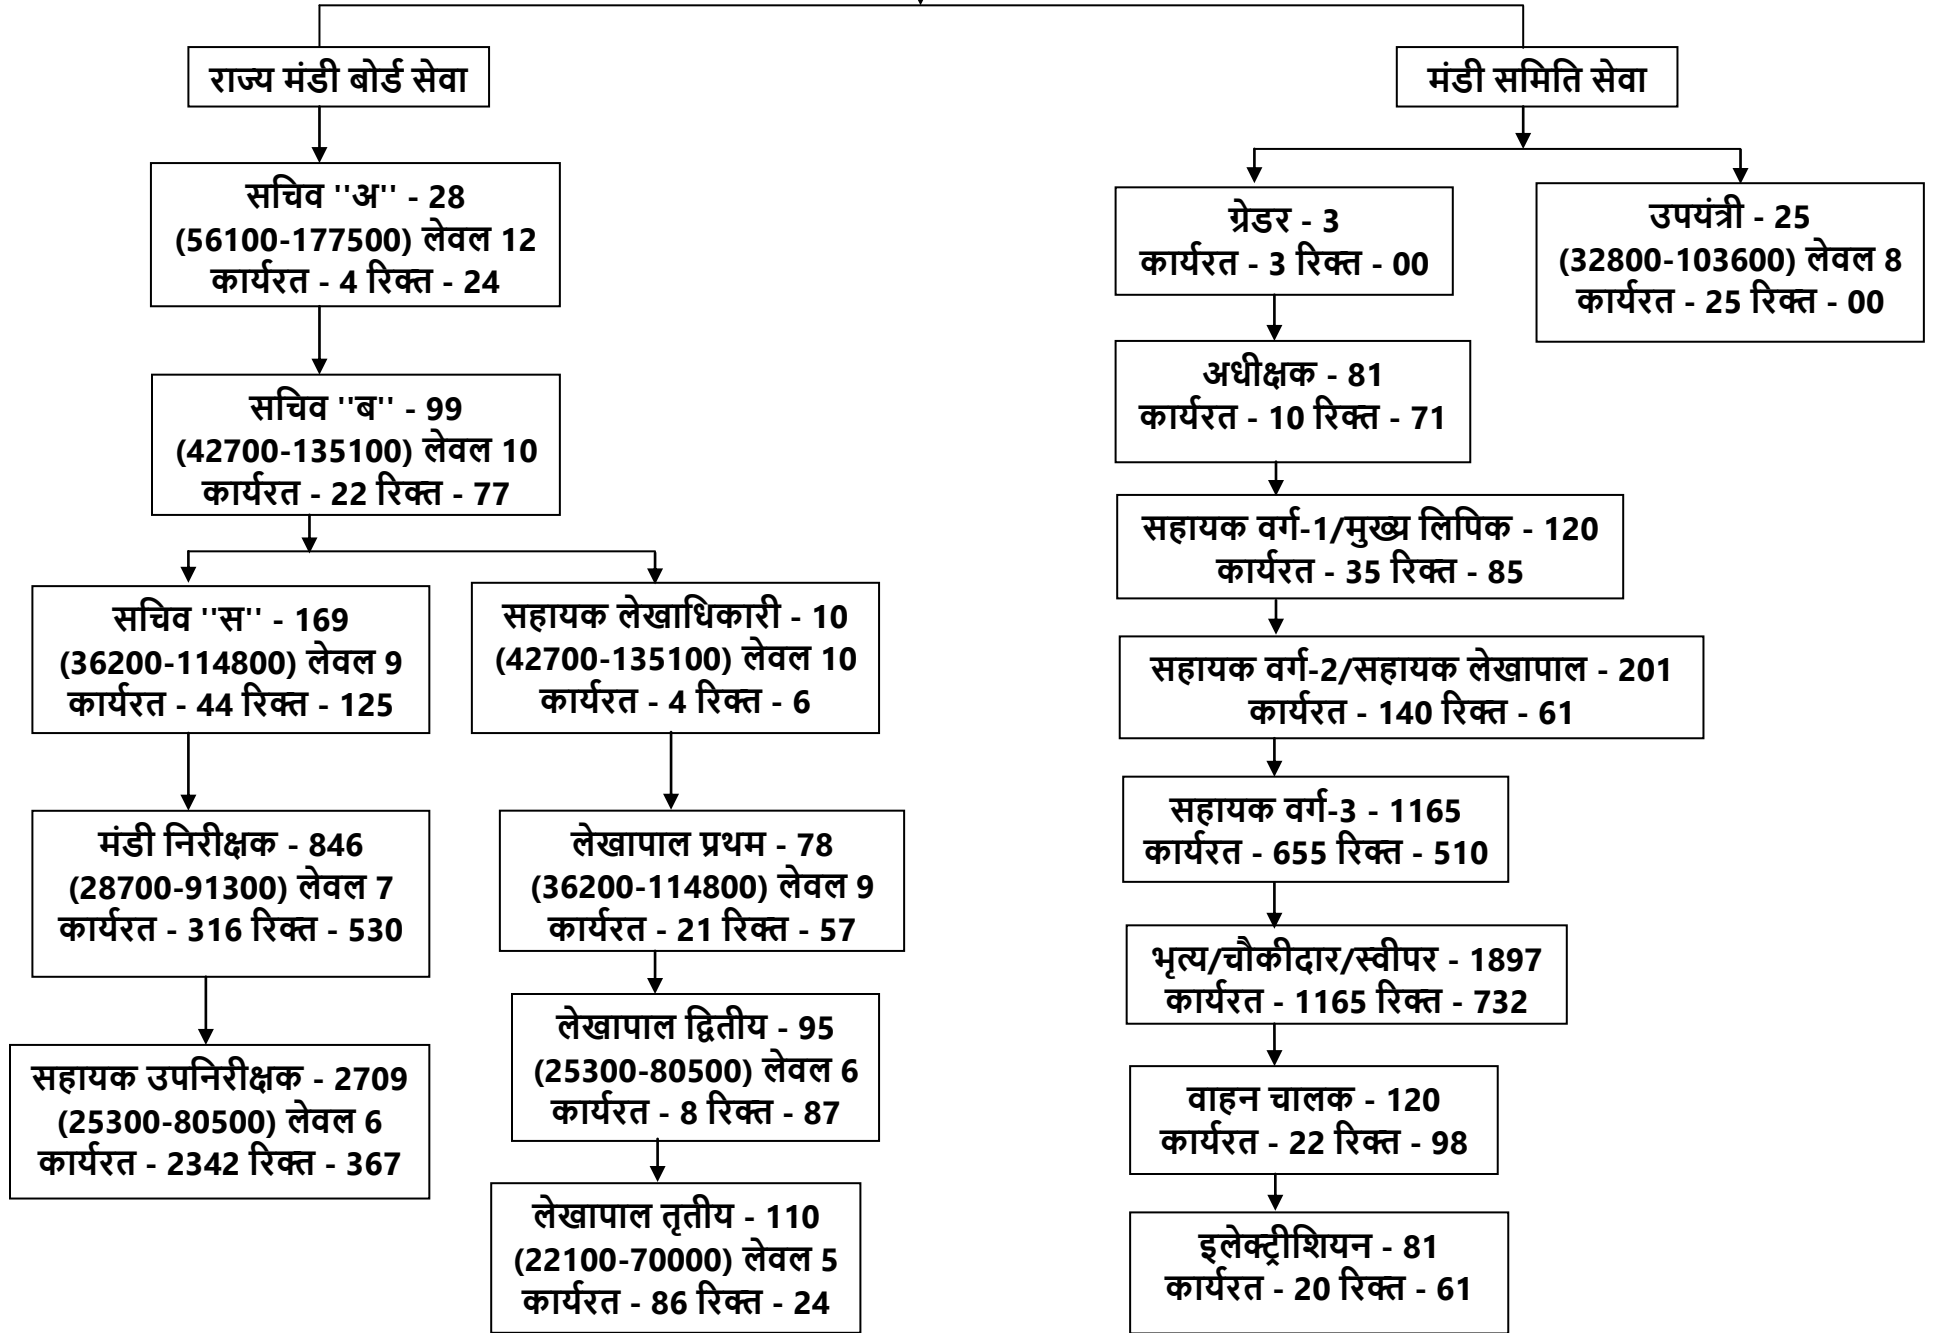 राज्य मंडी बोर्ड सेवा
सचिव ''अ'' - 28
(56100-177500) लेवल 12
कार्यरत - 4 रिक्त - 24
सचिव ''ब'' - 99
(42700-135100) लेवल 10
कार्यरत - 22 रिक्त - 77
सचिव ''स'' - 169
(36200-114800) लेवल 9
कार्यरत - 44 रिक्त - 125
मंडी निरीक्षक - 846
(28700-91300) लेवल 7
कार्यरत - 316 रिक्त - 530
सहायक उपनिरीक्षक - 2709
(25300-80500) लेवल 6
कार्यरत - 2342 रिक्त - 367
सहायक लेखाधिकारी - 10
(42700-135100) लेवल 10
कार्यरत - 4 रिक्त - 6
लेखापाल प्रथम - 78
(36200-114800) लेवल 9
कार्यरत - 21 रिक्त - 57
लेखापाल द्वितीय - 95
(25300-80500) लेवल 6
कार्यरत - 8 रिक्त - 87
लेखापाल तृतीय - 110
(22100-70000) लेवल 5
कार्यरत - 86 रिक्त - 24
मंडी समिति सेवा
ग्रेडर - 3
कार्यरत - 3 रिक्त - 00
अधीक्षक - 81
कार्यरत - 10 रिक्त - 71
सहायक वर्ग-1/मुख्य लिपिक - 120
कार्यरत - 35 रिक्त - 85
सहायक वर्ग-2/सहायक लेखापाल - 201
कार्यरत - 140 रिक्त - 61
सहायक वर्ग-3 - 1165
कार्यरत - 655 रिक्त - 510
भृत्य/चौकीदार/स्वीपर - 1897
कार्यरत - 1165 रिक्त - 732
वाहन चालक - 120
कार्यरत - 22 रिक्त - 98
इलेक्ट्रीशियन - 81
कार्यरत - 20 रिक्त - 61
उपयंत्री - 25
(32800-103600) लेवल 8
कार्यरत - 25 रिक्त - 00